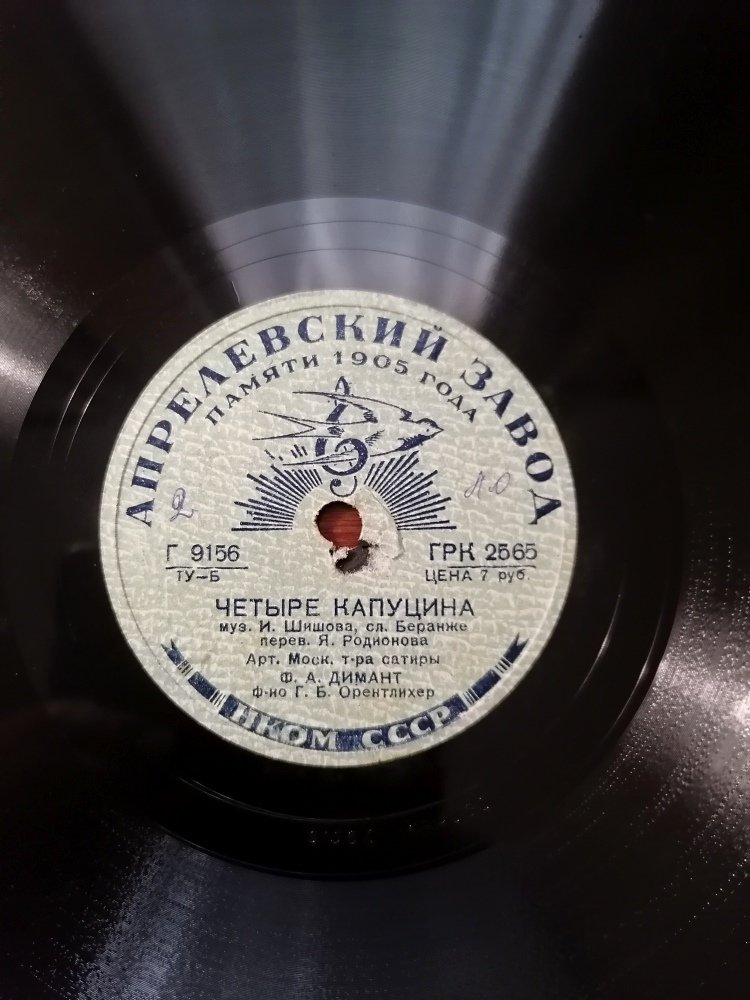 АПРЕЛЕВСКИЙ ЗАВОД
ПАМЯТИ 1905 ГОДА
2
Г 9156
ТУ-Б
ГРК 2565
ЦЕНА 7 руб.
ЧЕТЫРЕ КАПУЦИНА
муз. И. Шишова, сл. Беранже
перев. Я. Родионова
Арт. Моск. т-ра сатиры
Ф. А. ДИМАНТ
ф-но Г. Б. Орентлихер
НКОМ СССР